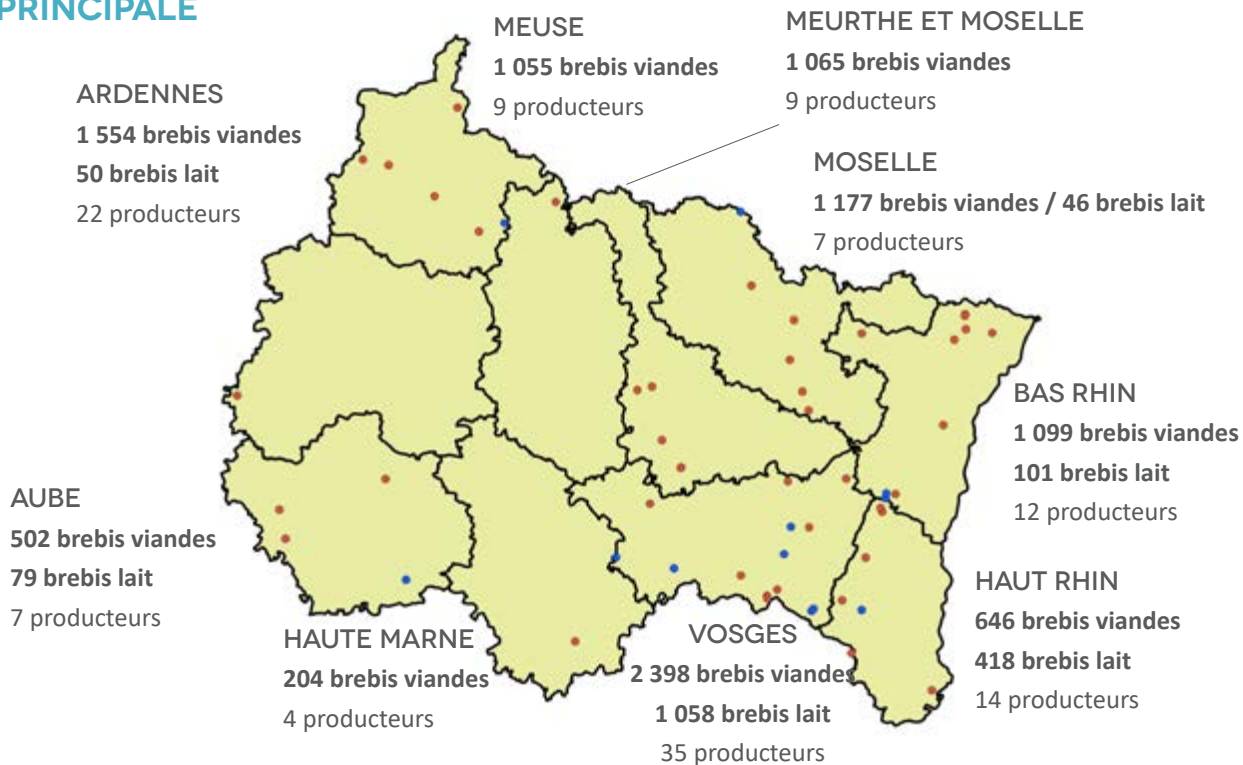 PRINCIPALE
MEUSE
1 055 brebis viandes
9 producteurs
MEURTHE ET MOSELLE
1 065 brebis viandes
9 producteurs
ARDENNES
1 554 brebis viandes
50 brebis lait
22 producteurs
MOSELLE
1 177 brebis viandes / 46 brebis lait
7 producteurs
BAS RHIN
1 099 brebis viandes
101 brebis lait
12 producteurs
AUBE
502 brebis viandes
79 brebis lait
7 producteurs
HAUT RHIN
646 brebis viandes
418 brebis lait
14 producteurs
HAUTE MARNE
204 brebis viandes
4 producteurs
VOSGES
2 398 brebis viandes
1 058 brebis lait
35 producteurs